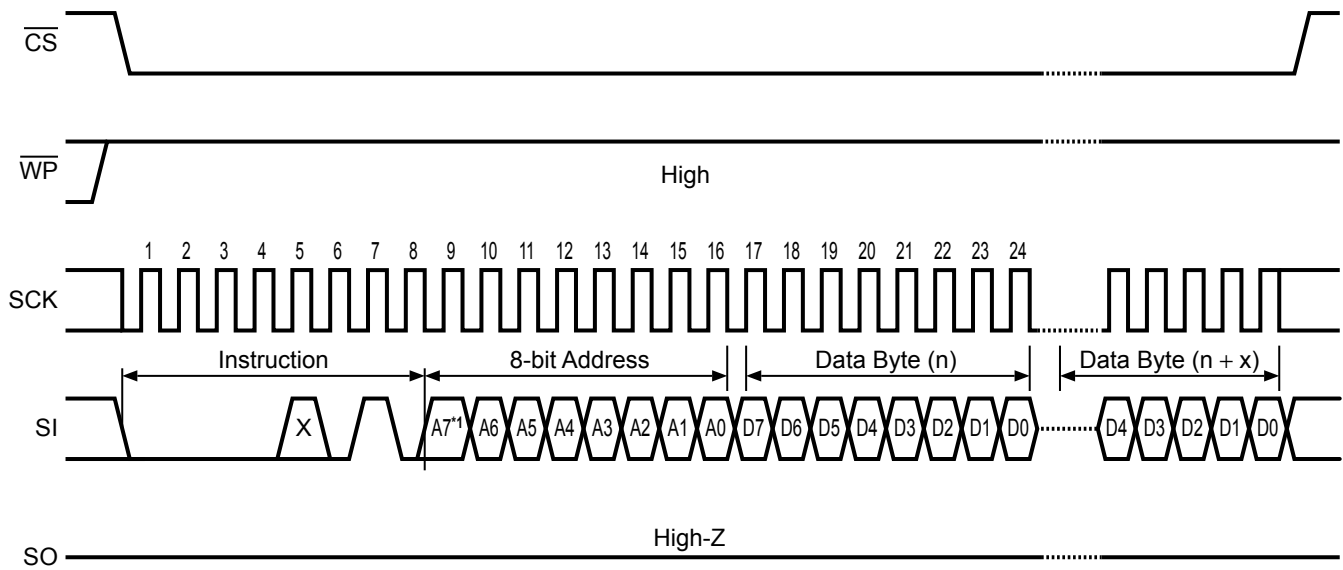 CS
WP
High
1 2 3 4 5 6 7 8 9 10 11 12 13 14 15 16 17 18 19 20 21 22 23 24
SCK
Instruction 8-bit Address Data Byte (n) Data Byte (n + x)
SI X A7*1 A6 A5 A4 A3 A2 A1 A0 D7 D6 D5 D4 D3 D2 D1 D0 D4 D3 D2 D1 D0
High-Z
SO